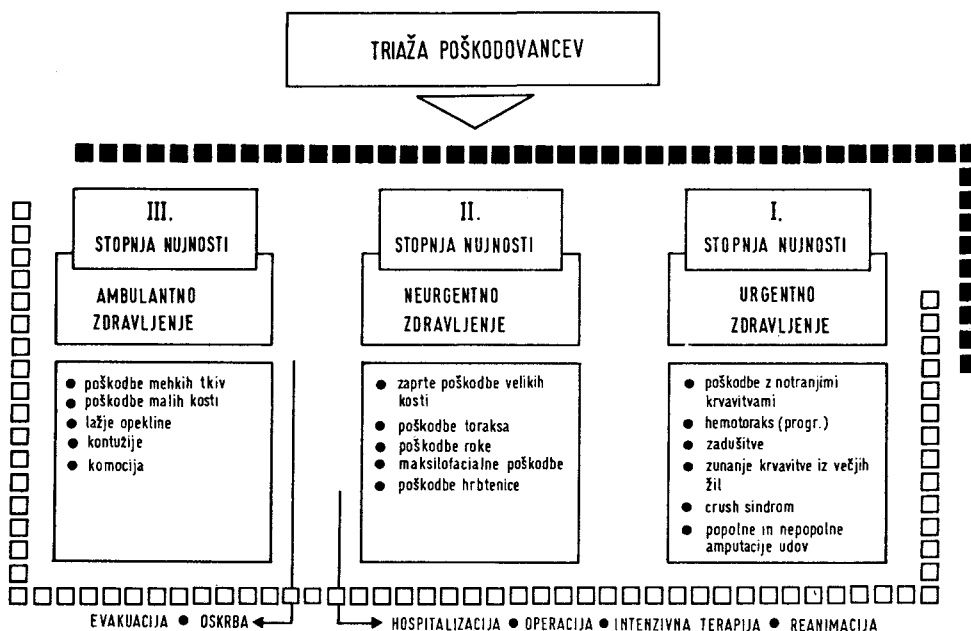 TRIAŽA POŠKODOVANCEV
III.
STOPNJA NUJNOSTI
AMBULANTNO
ZDRAVLJENJE
● poškodbe mehkih tkiv
● poškodbe malih kosti
● lažje opekline
● kontužije
● komocija
II.
STOPNJA NUJNOSTI
NEURGENTNO
ZDRAVLJENJE
● zaprte poškodbe velikih
kosti
● poškodbe toraksa
● poškodbe roke
● maksilofacialne poškodbe
● poškodbe hrbtenice
I.
STOPNJA NUJNOSTI
URGENTNO
ZDRAVLJENJE
● poškodbe z notranjimi
krvavitvami
● hemotoraks (progr.)
● zadušitve
● zunanje krvavitve iz večjih
žil
● crush sindrom
● popolne in nepopolne
amputacije udov
EVAKUACIJA ● OSKRBA
HOSPITALIZACIJA ● OPERACIJA ● INTENZIVNA TERAPIJA ● REANIMACIJA